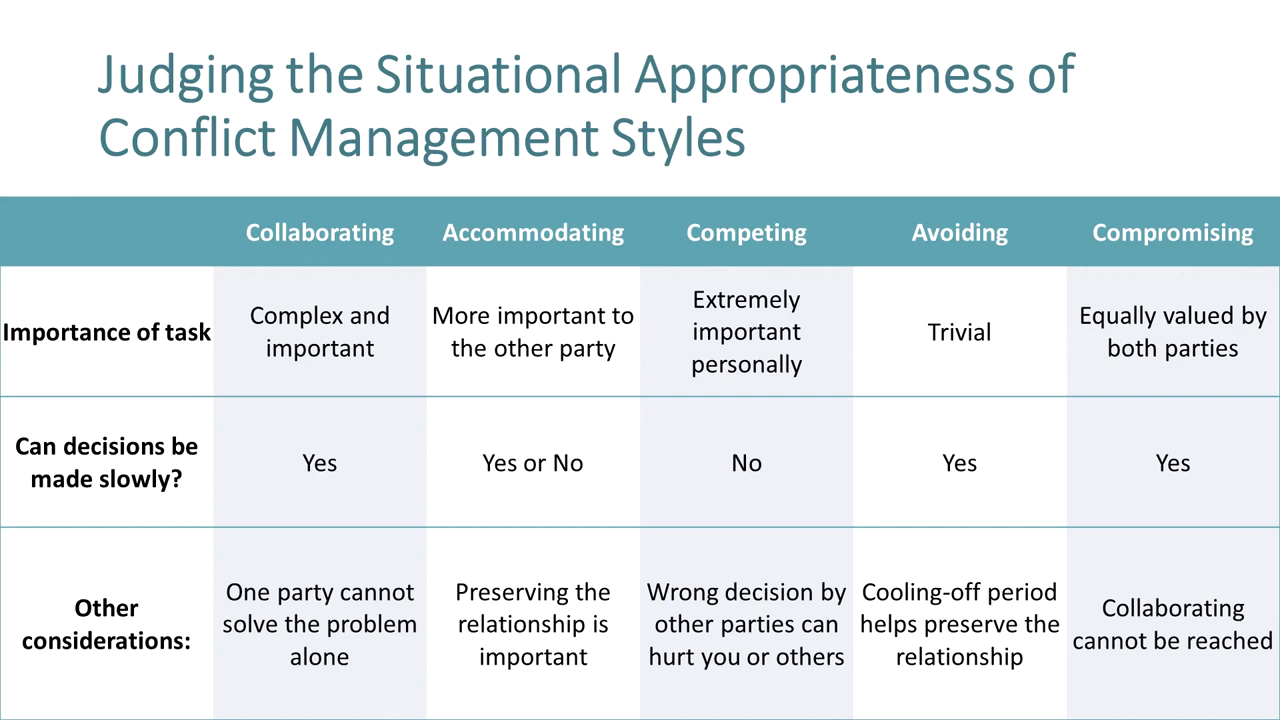 Judging the Situational Appropriateness of
Conflict Management Styles
Collaborating Accommodating Competing Avoiding Compromising
Importance of task
Complex and
important
More important to
the other party
Extremely
important
personally
Trivial
Equally valued by
both parties
Can decisions be
made slowly?
Yes
Yes or No
No
Yes
Yes
Other
considerations:
One party cannot
solve the problem
alone
Preserving the
relationship is
important
Wrong decision by
other parties can
hurt you or others
Cooling-off period
helps preserve the
relationship
Collaborating
cannot be reached